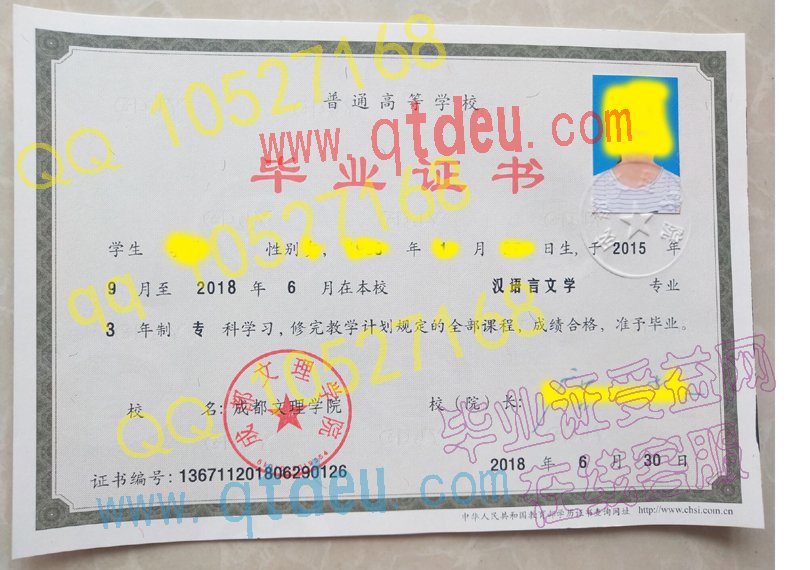 普通高等学校
QQ 10527168
www.qtdeu.com
毕业证书
学生 性别 , 年 1 月 日生, 于 2015 年
9 月至 2018 年 6 月在本校 汉语言文学 专业
qq 10527168
3 年制 专 科学习, 修完教学计划规定的全部课程, 成绩合格, 准予毕业。
QQ 10527168
成都文理学院
校 名: 成都文理学院 校 (院) 长:
毕业证受益网
在线客服
证书编号: 136711201806290126 2018 年 6 月 30 日
www.qtdeu.com
中华人民共和国教育部学历证书查询网址 http://www.chsi.com.cn